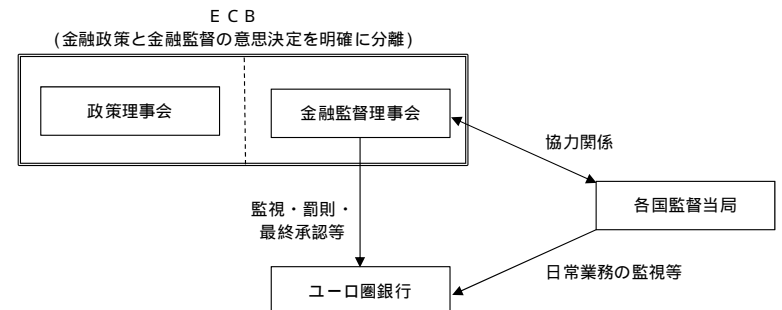 ＥＣＢ
(金融政策と金融監督の意思決定を明確に分離)
政策理事会
金融監督理事会
協力関係
各国監督当局
監視・罰則・
最終承認等
日常業務の監視等
ユーロ圏銀行